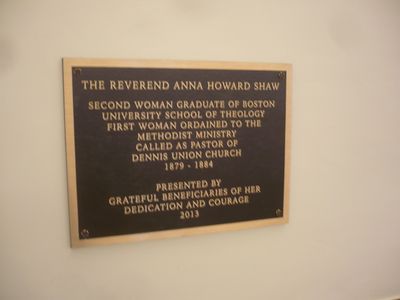 THE REVEREND ANNA HOWARD SHAW
SECOND WOMAN GRADUATE OF BOSTON
UNIVERSITY SCHOOL OF THEOLOGY
FIRST WOMAN ORDAINED TO THE
METHODIST MINISTRY
CALLED AS PASTOR OF
DENNIS UNION CHURCH
1879 - 1884
PRESENTED BY
GRATEFUL BENEFICIARIES OF HER
DEDICATION AND COURAGE
2013